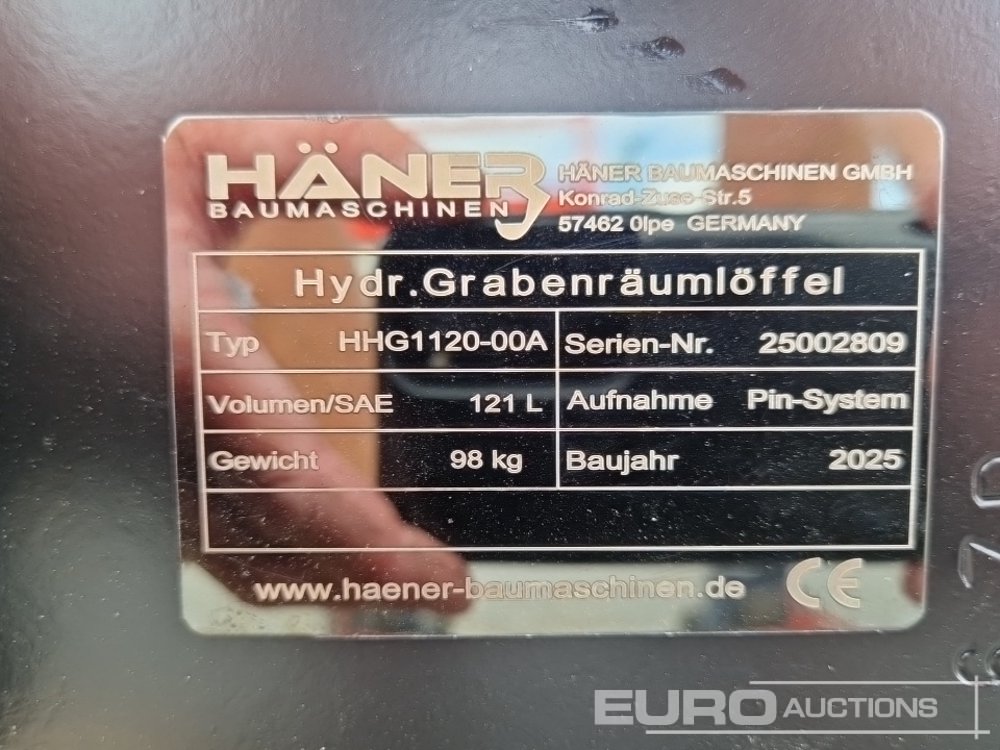 HÄNER
BAUMASCHINEN
HÄNER BAUMASCHINEN GMBH
Konrad-Zuse-Str.5
57462 Olpe GERMANY
Hydr.Grabenräumlöffel
Typ HHG1120-00A Serien-Nr. 25002809
Volumen/SAE 121 L Aufnahme Pin-System
Gewicht 98 kg Baujahr 2025
www.haener-baumaschinen.de CE
EURO AUCTIONS